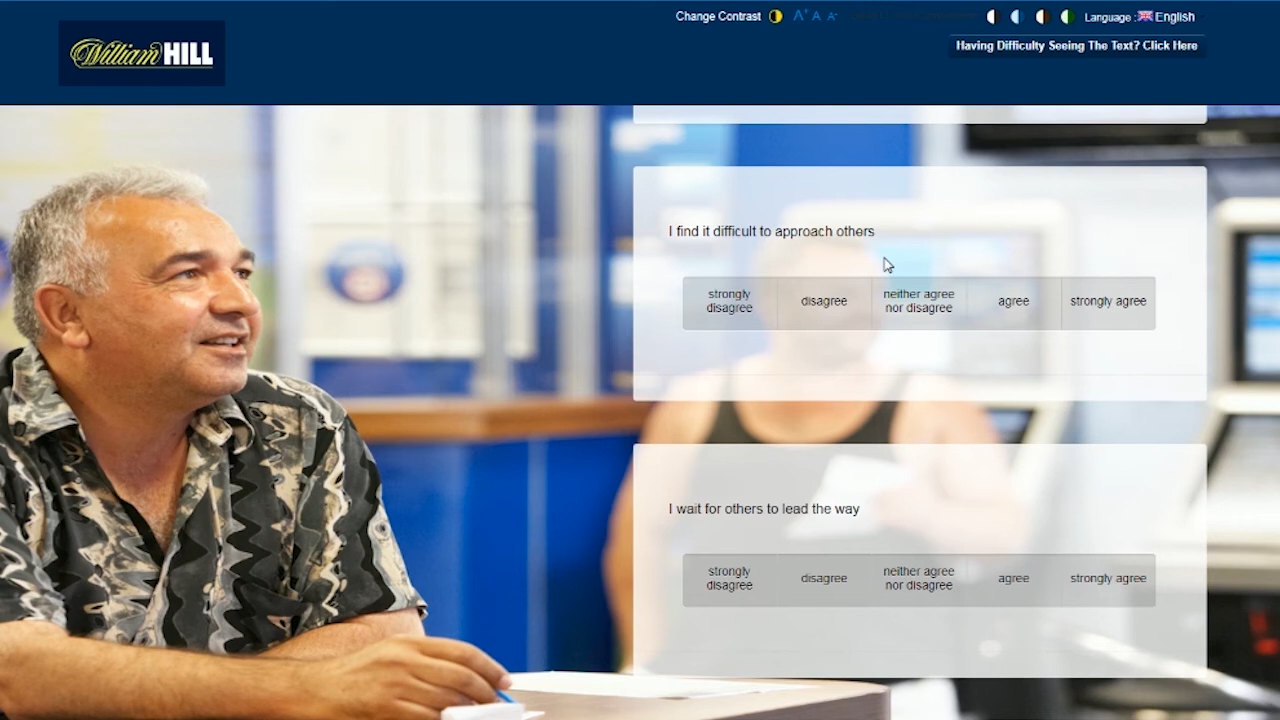 Change Contrast A+ A A- Language : English
William HILL
Having Difficulty Seeing The Text? Click Here
I find it difficult to approach others
strongly disagree
disagree
neither agree nor disagree
agree
strongly agree
I wait for others to lead the way
strongly disagree
disagree
neither agree nor disagree
agree
strongly agree